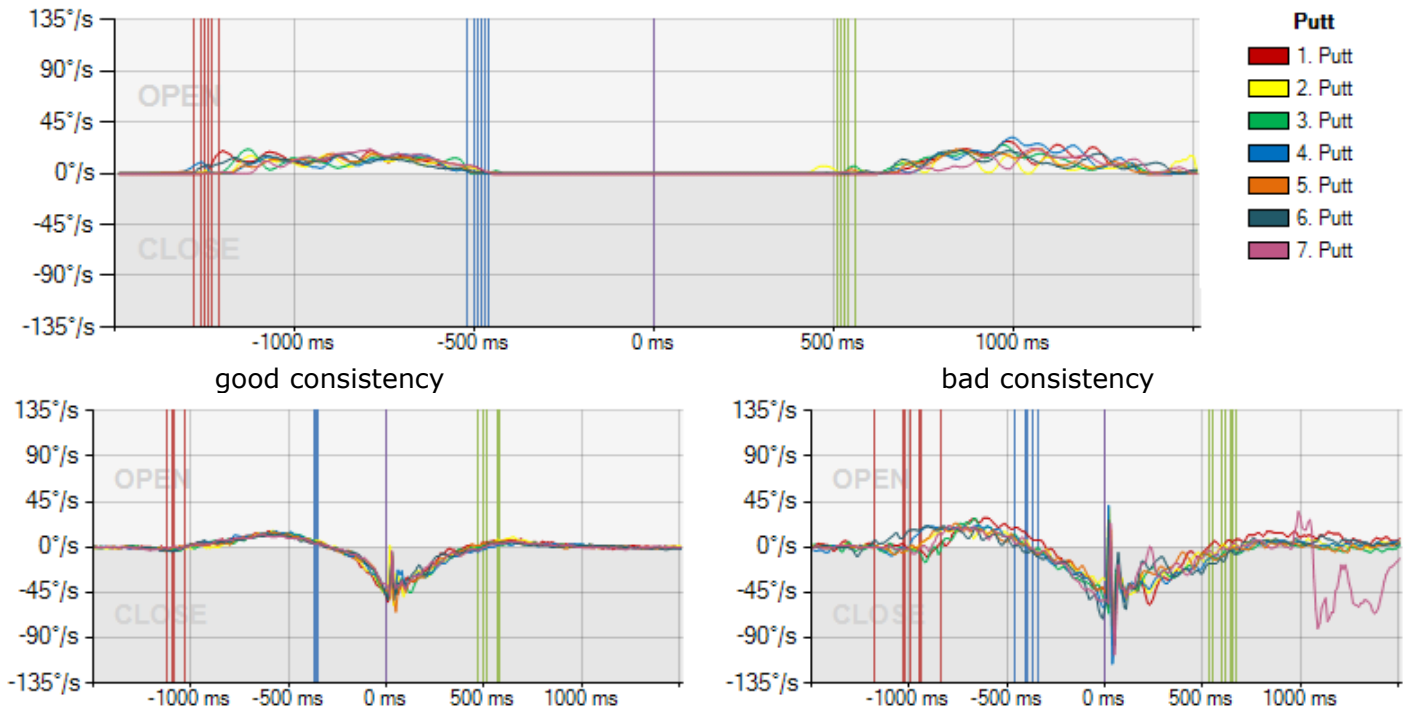 135°/s
90°/s
OPEN
45°/s
0°/s
-45°/s
CLOSE
-90°/s
-135°/s
-1000 ms -500 ms 0 ms 500 ms 1000 ms
Putt
1. Putt
2. Putt
3. Putt
4. Putt
5. Putt
6. Putt
7. Putt
good consistency
135°/s
90°/s
OPEN
45°/s
0°/s
-45°/s
CLOSE
-90°/s
-135°/s
-1000 ms -500 ms 0 ms 500 ms 1000 ms
bad consistency
135°/s
90°/s
OPEN
45°/s
0°/s
-45°/s
CLOSE
-90°/s
-135°/s
-1000 ms -500 ms 0 ms 500 ms 1000 ms